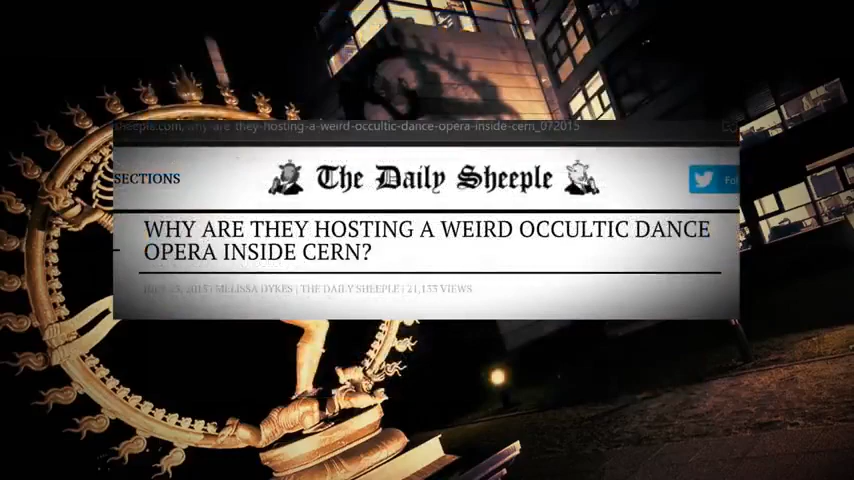 sheeple.com/why-are-they-hosting-a-weird-occultic-dance-opera-inside-cern_072015
SECTIONS
The Daily Sheeple
Fol
WHY ARE THEY HOSTING A WEIRD OCCULTIC DANCE
OPERA INSIDE CERN?
2015 | MELISSA DYKES | THE DAILY SHEEPLE | 21,133 VIEWS